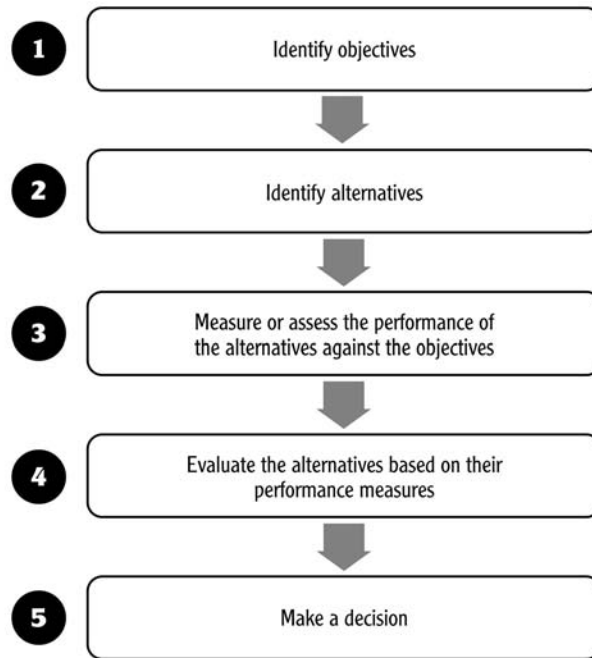 1
Identify objectives
2
Identify alternatives
3
Measure or assess the performance of
the alternatives against the objectives
4
Evaluate the alternatives based on their
performance measures
5
Make a decision